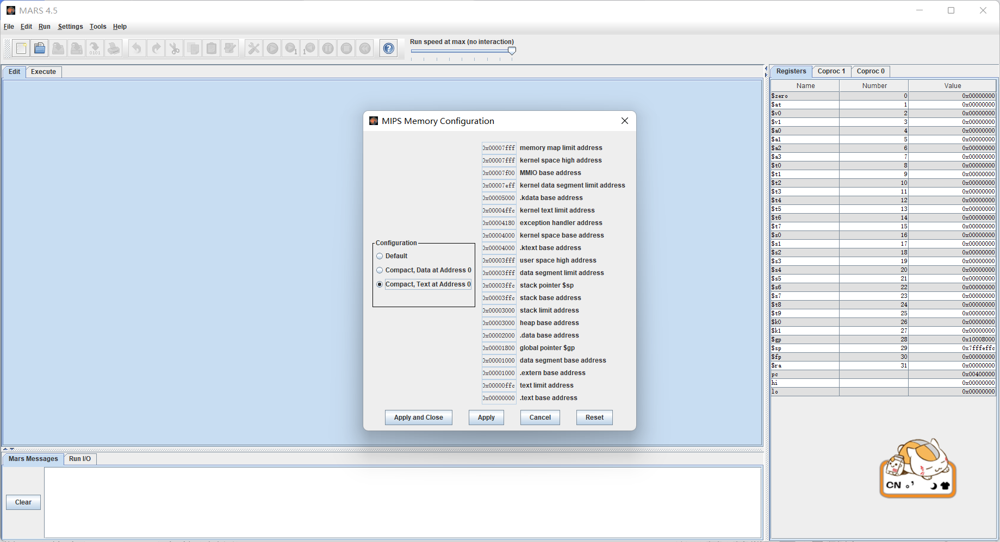 MARS 4.5
File Edit Run Settings Tools Help
Run speed at max (no interaction)
Edit Execute
Registers Coproc 1 Coproc 0
Name Number Value
$zero 0 0x00000000
$at 1 0x00000000
$v0 2 0x00000000
$v1 3 0x00000000
$a0 4 0x00000000
$a1 5 0x00000000
$a2 6 0x00000000
$a3 7 0x00000000
$t0 8 0x00000000
$t1 9 0x00000000
$t2 10 0x00000000
$t3 11 0x00000000
$t4 12 0x00000000
$t5 13 0x00000000
$t6 14 0x00000000
$t7 15 0x00000000
$s0 16 0x00000000
$s1 17 0x00000000
$s2 18 0x00000000
$s3 19 0x00000000
$s4 20 0x00000000
$s5 21 0x00000000
$s6 22 0x00000000
$s7 23 0x00000000
$t8 24 0x00000000
$t9 25 0x00000000
$k0 26 0x00000000
$k1 27 0x00000000
$gp 28 0x10008000
$sp 29 0x7fffeffc
$fp 30 0x00000000
$ra 31 0x00000000
pc 0x00400000
hi 0x00000000
lo 0x00000000
MIPS Memory Configuration
Configuration
Default
Compact, Data at Address 0
Compact, Text at Address 0
0x00007fff memory map limit address
0x00007fff kernel space high address
0x00007f00 MMIO base address
0x00007eff kernel data segment limit address
0x00005000 .kdata base address
0x00004ffc kernel text limit address
0x00004180 exception handler address
0x00004000 kernel space base address
0x00004000 .ktext base address
0x00003fff user space high address
0x00003fff data segment limit address
0x00003ffc stack pointer $sp
0x00003ffc stack base address
0x00003000 stack limit address
0x00003000 heap base address
0x00002000 .data base address
0x00001800 global pointer $gp
0x00001000 data segment base address
0x00001000 .extern base address
0x00000ffc text limit address
0x00000000 .text base address
Apply and Close Apply Cancel Reset
Mars Messages Run I/O
Clear
CN 。’